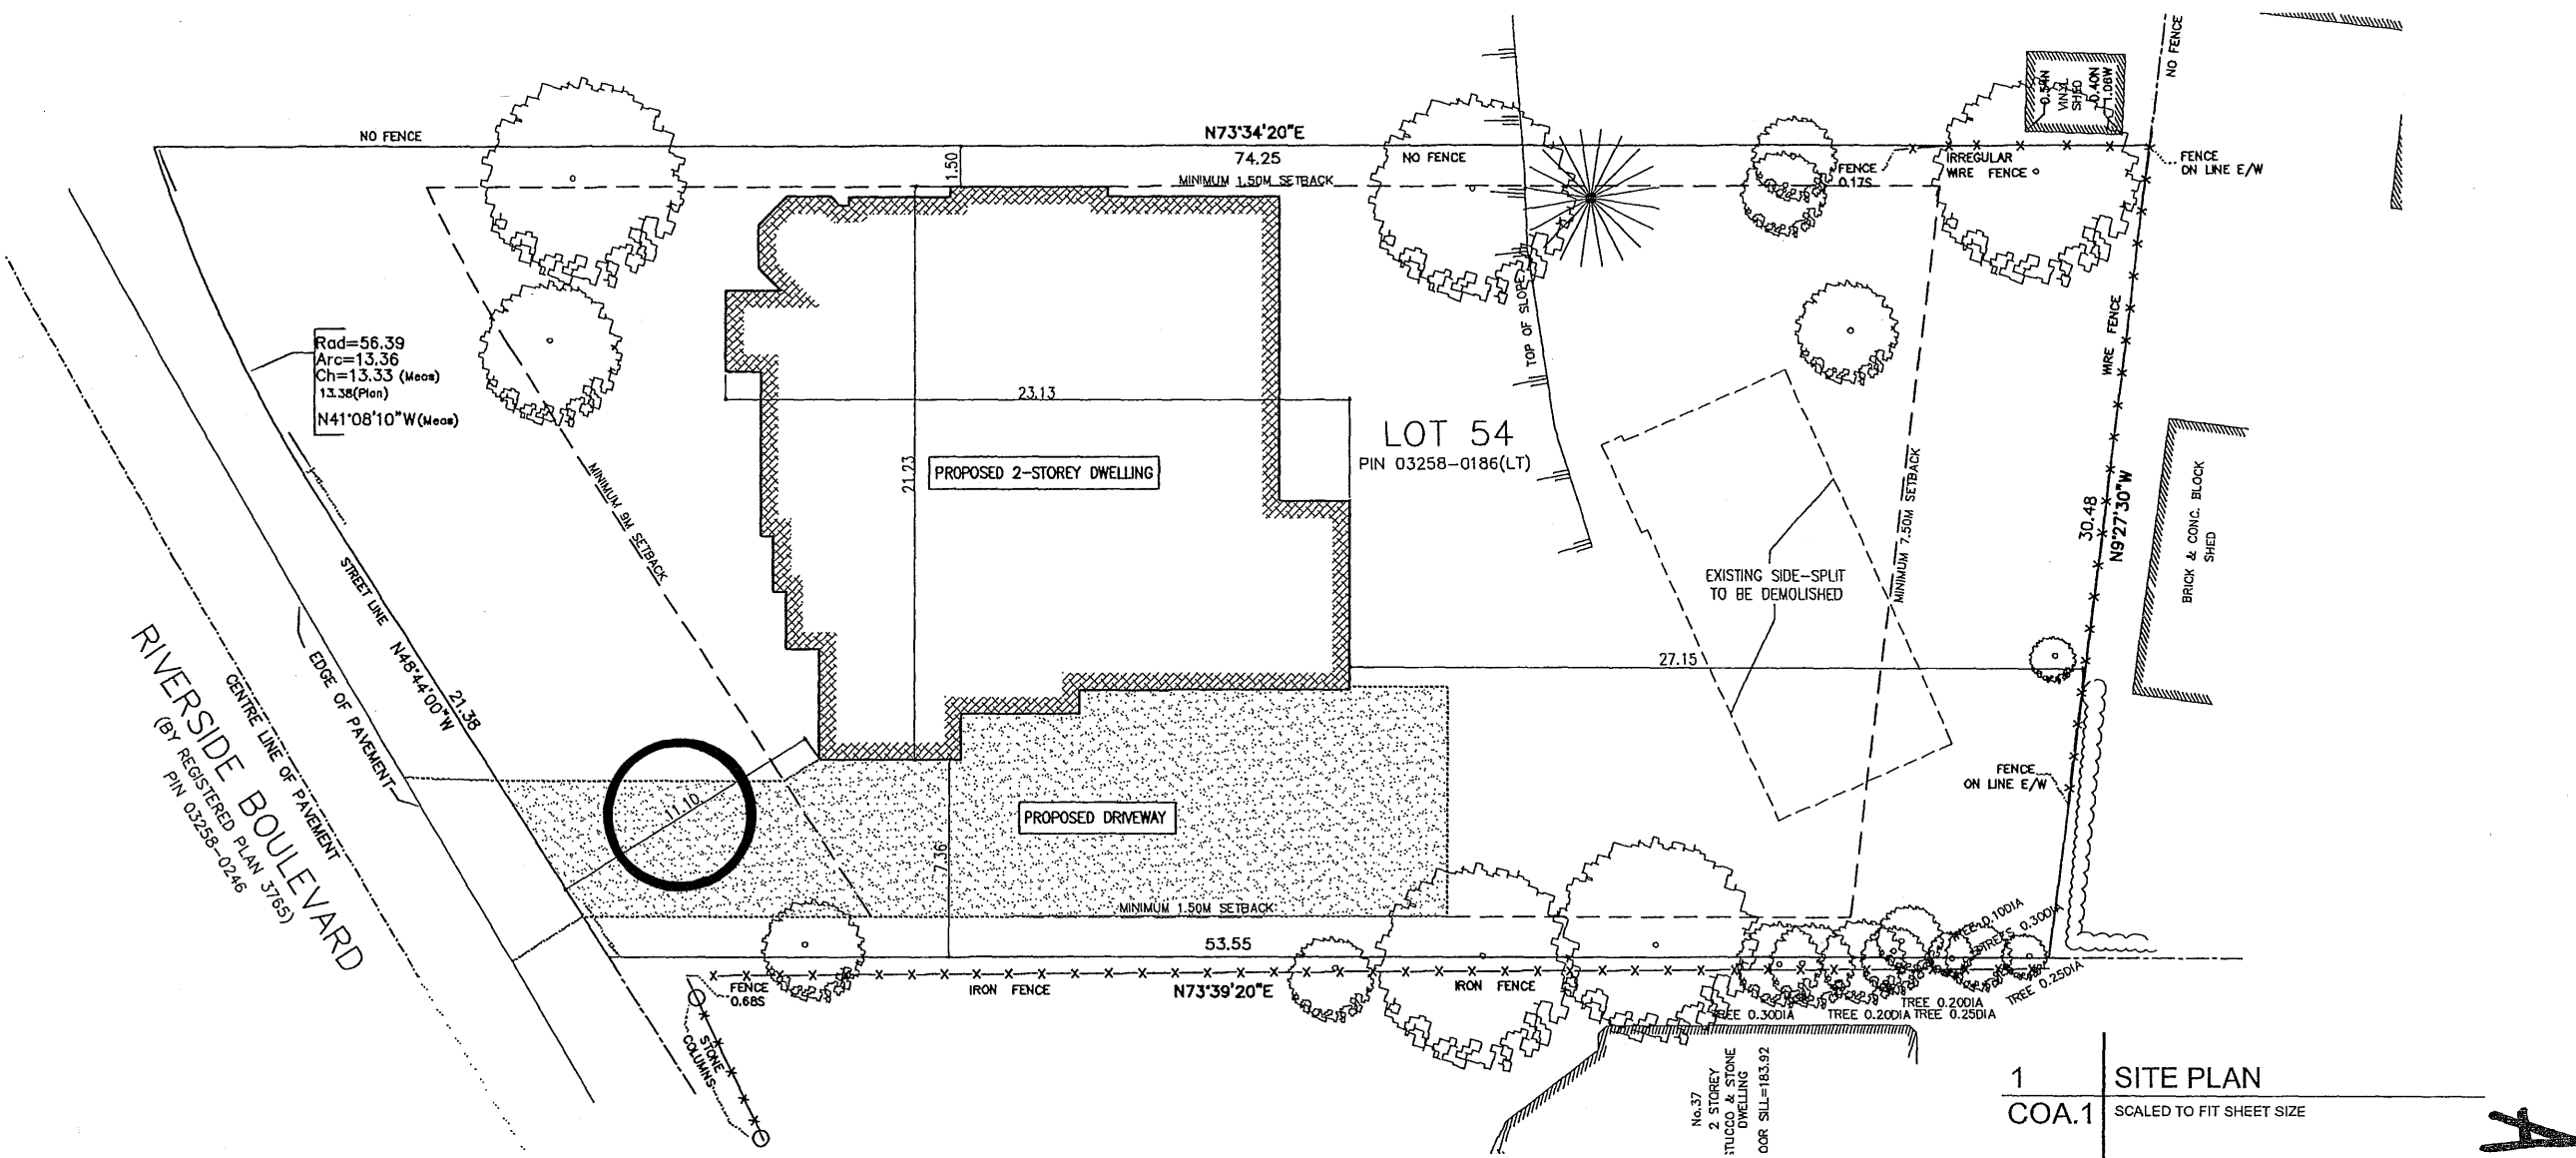 NO FENCE
N73°34'20"E
74.25
1.50
MINIMUM 1.50M SETBACK
NO FENCE
FENCE
0.17S
IRREGULAR
WIRE FENCE
VINYL
SHED
0.40N
1.06W
NO FENCE
FENCE
ON LINE E/W
Rad=56.39
Arc=13.36
Ch=13.33 (Meas)
13.38(Plan)
N41°08'10"W(Meas)
TOP OF SLOPE
WIRE FENCE
23.13
21.23
PROPOSED 2-STOREY DWELLING
LOT 54
PIN 03258-0186(LT)
MINIMUM 9M SETBACK
MINIMUM 7.50M SETBACK
30.48
N9°27'30"W
BRICK & CONC. BLOCK
SHED
EXISTING SIDE-SPLIT
TO BE DEMOLISHED
STREET LINE N48°44'00"W
21.38
EDGE OF PAVEMENT
CENTRE LINE OF PAVEMENT
RIVERSIDE BOULEVARD
(BY REGISTERED PLAN 3765)
PIN 03258-0246
27.15
11.10
7.36
PROPOSED DRIVEWAY
FENCE
ON LINE E/W
MINIMUM 1.50M SETBACK
53.55
FENCE
0.68S
IRON FENCE
N73°39'20"E
IRON FENCE
STONE
COLUMNS
TREE 0.10DIA
TREES 0.30DIA
TREE 0.25DIA
TREE 0.20DIA
TREE 0.30DIA
TREE 0.20DIA
TREE 0.25DIA
No.37
2 STOREY
STUCCO & STONE
DWELLING
DOOR SILL=183.92
1
SITE PLAN
COA.1
SCALED TO FIT SHEET SIZE